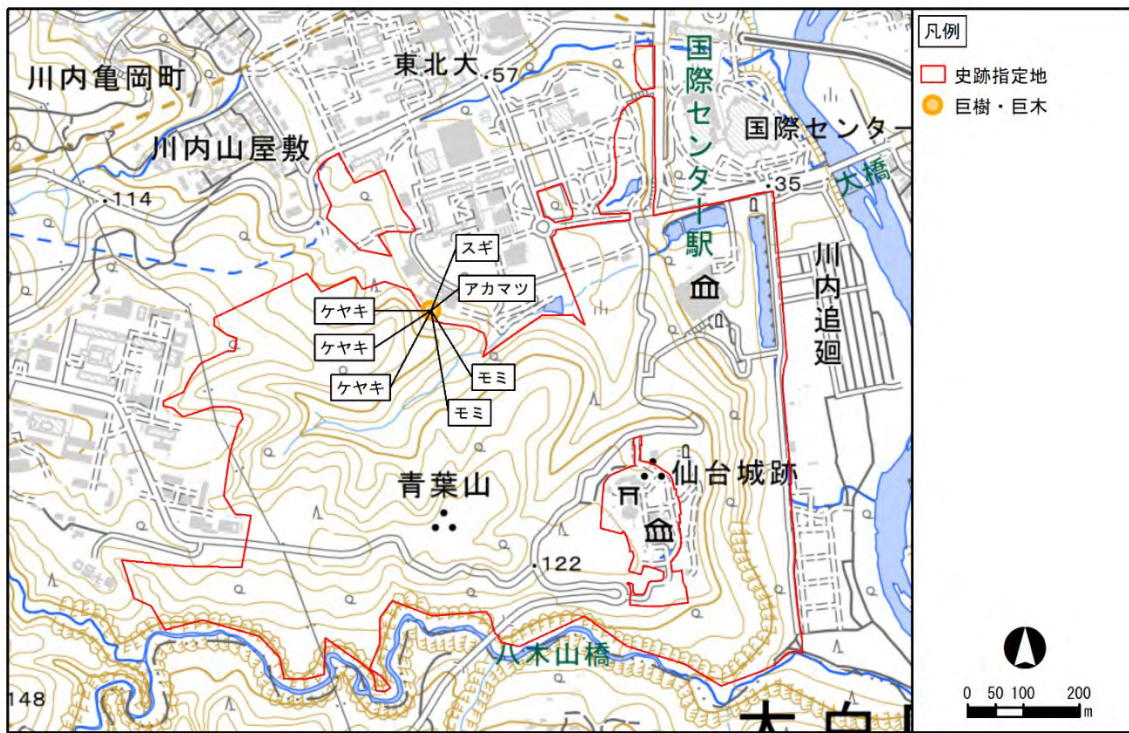 川内亀岡町
東北大
57
国際センター駅
国際センター
川内山屋敷
大橋
35
114
川内追廻
スギ
アカマツ
ケヤキ
ケヤキ
ケヤキ
モミ
モミ
青葉山
仙台城跡
122
八木山橋
148
凡例
史跡指定地
巨樹・巨木
0 50 100 200
m